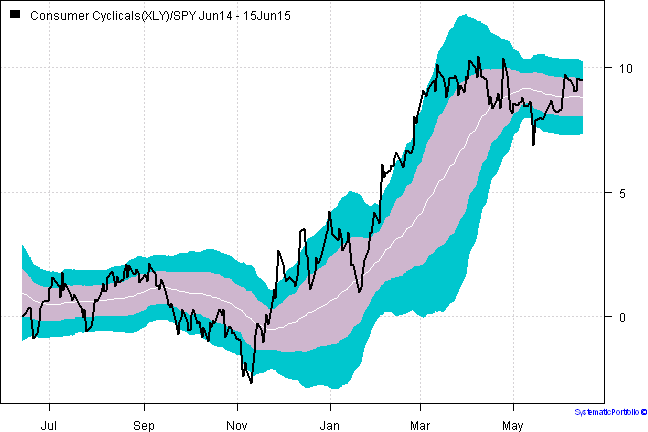 Consumer Cyclicals(XLY)/SPY Jun14 - 15Jun15
10
5
0
Jul Sep Nov Jan Mar May
SystematicPortfolio ©